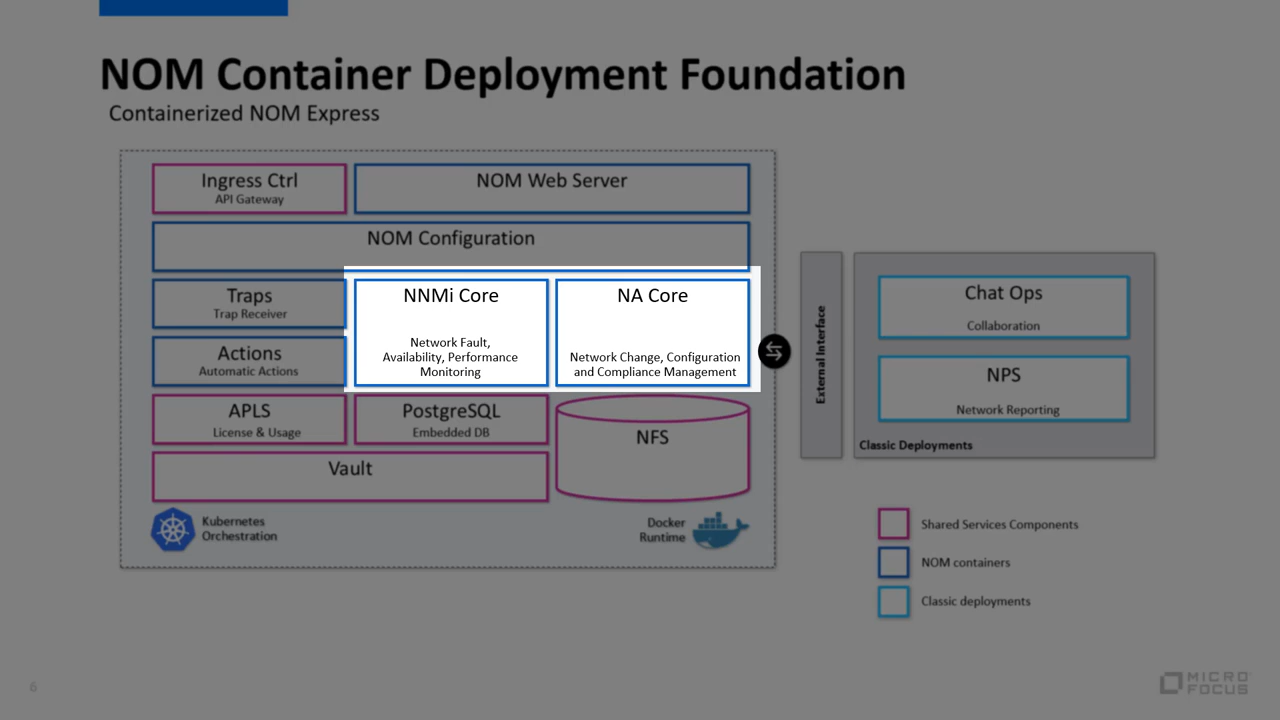 NOM Container Deployment Foundation
Containerized NOM Express
Ingress Ctrl
API Gateway
NOM Web Server
NOM Configuration
Traps
Trap Receiver
NNMi Core
Network Fault,
Availability, Performance
Monitoring
NA Core
Network Change, Configuration
and Compliance Management
Actions
Automatic Actions
APLS
License & Usage
PostgreSQL
Embedded DB
NFS
Vault
Kubernetes
Orchestration
Docker
Runtime
External Interface
Chat Ops
Collaboration
NPS
Network Reporting
Classic Deployments
Shared Services Components
NOM containers
Classic deployments
6
MICRO
FOCUS